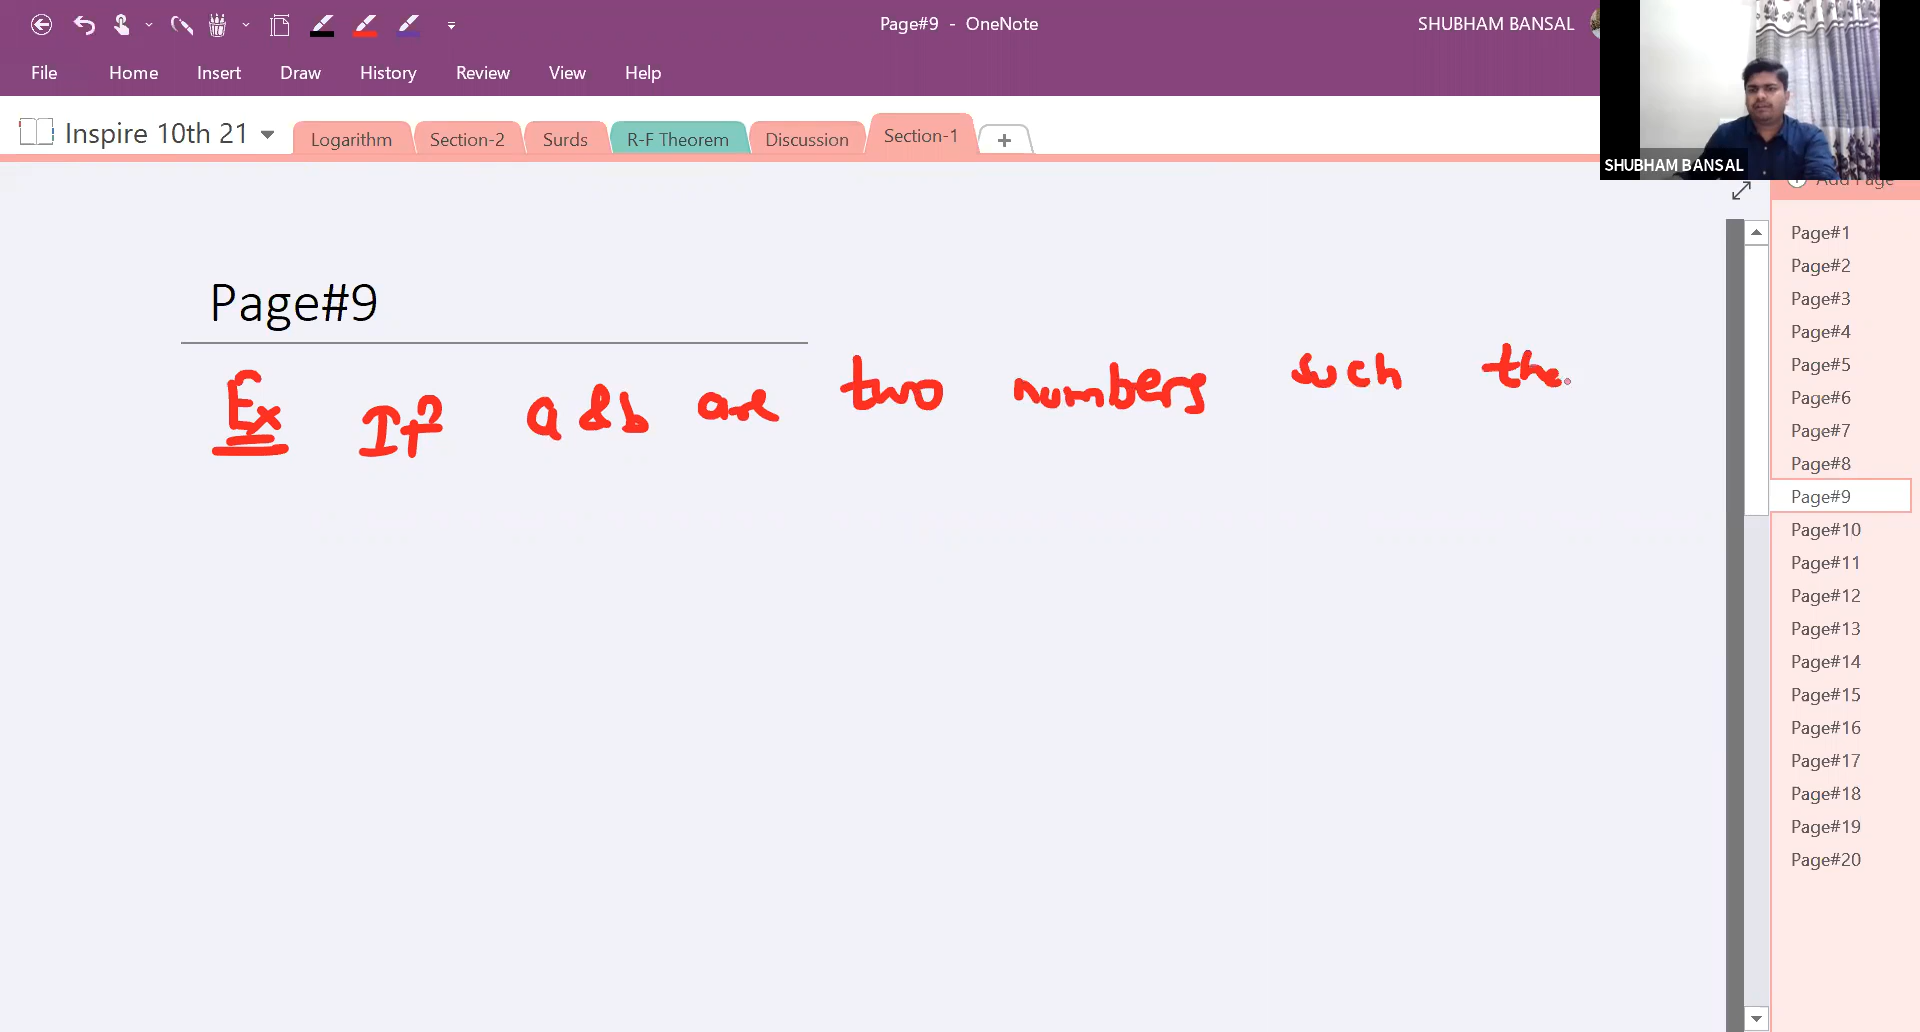 Page#9 - OneNote
SHUBHAM BANSAL
File Home Insert Draw History Review View Help
Inspire 10th 21
Logarithm Section-2 Surds R-F Theorem Discussion Section-1 +
SHUBHAM BANSAL
Add Page
Page#9
Ex If a & b are two numbers such the
Page#1
Page#2
Page#3
Page#4
Page#5
Page#6
Page#7
Page#8
Page#9
Page#10
Page#11
Page#12
Page#13
Page#14
Page#15
Page#16
Page#17
Page#18
Page#19
Page#20